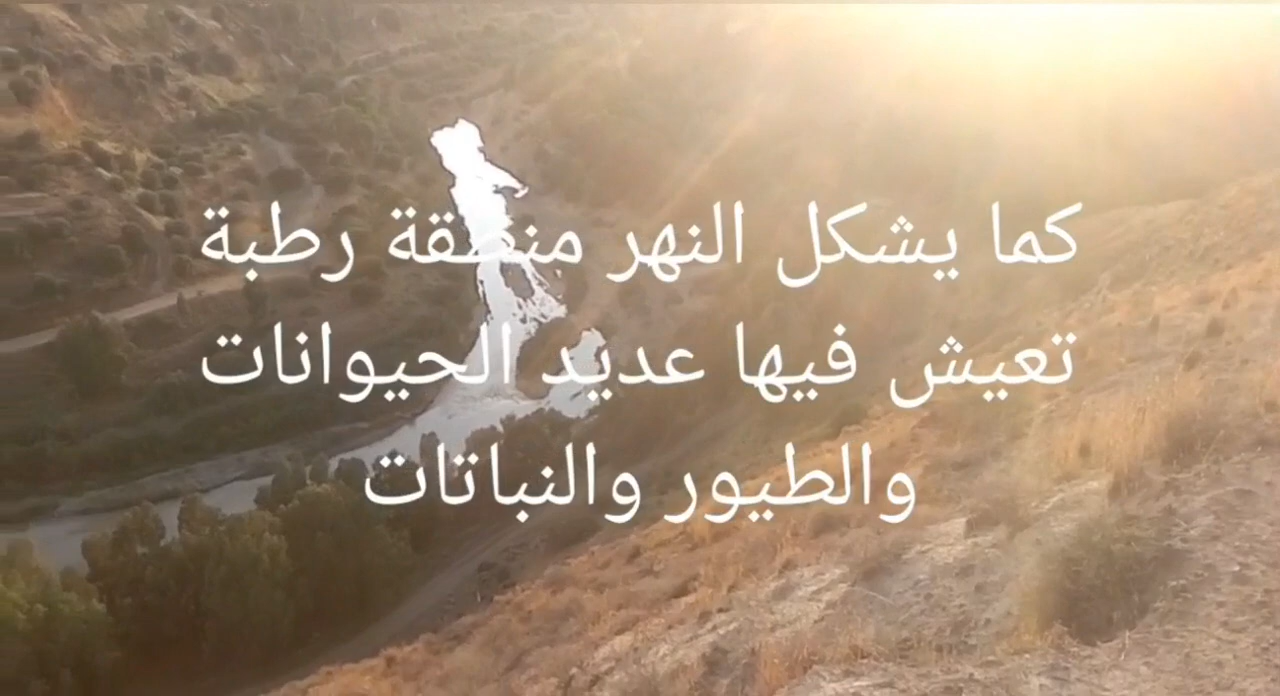 كما يشكل النهر منطقة رطبة
تعيش فيها عديد الحيوانات
والطيور والنباتات